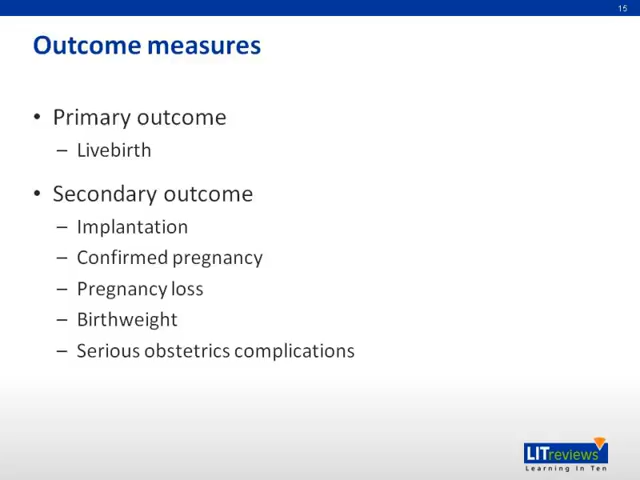 15
Outcome measures
• Primary outcome
– Livebirth
• Secondary outcome
– Implantation
– Confirmed pregnancy
– Pregnancy loss
– Birthweight
– Serious obstetrics complications
LITreviews
Learning In Ten